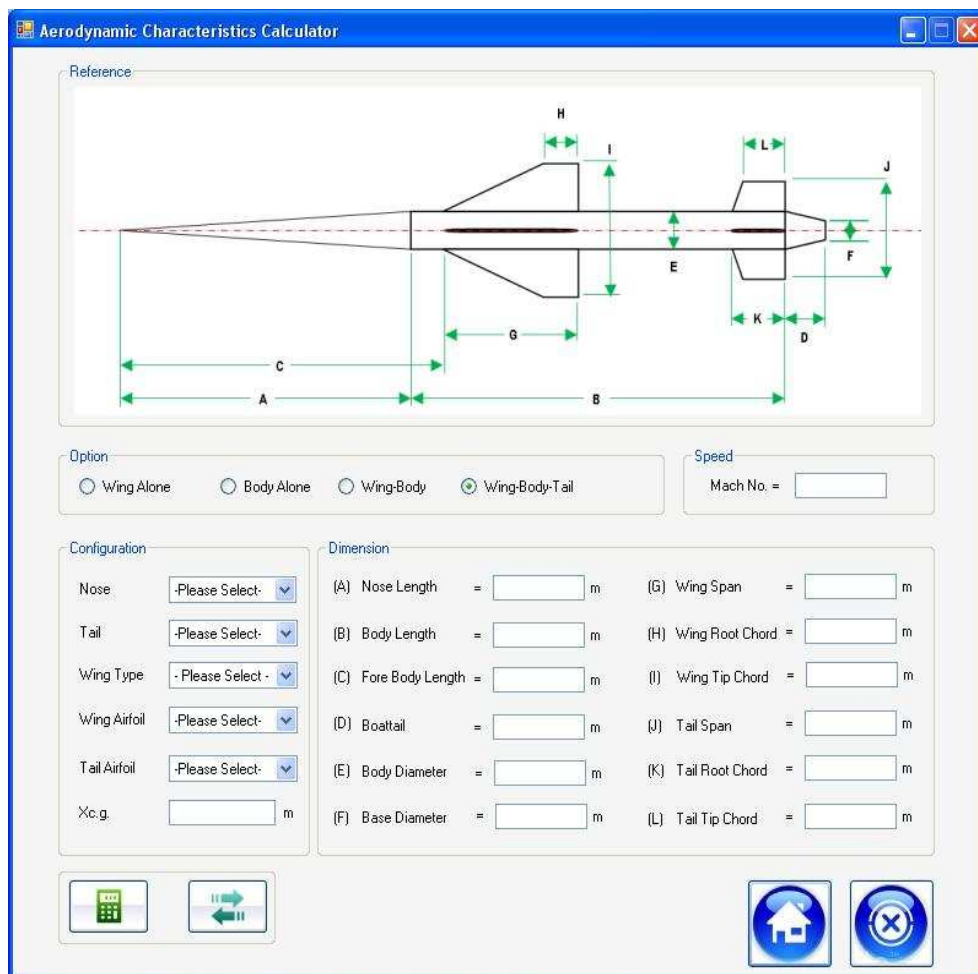 Aerodynamic Characteristics Calculator
Reference
H
I
L
J
E
F
G
K
D
C
A
B
Option
Wing Alone
Body Alone
Wing-Body
Wing-Body-Tail
Speed
Mach No. =
Configuration
Nose
-Please Select-
Tail
-Please Select-
Wing Type
- Please Select -
Wing Airfoil
-Please Select-
Tail Airfoil
-Please Select-
Xc.g.
m
Dimension
(A) Nose Length = m
(B) Body Length = m
(C) Fore Body Length = m
(D) Boattail = m
(E) Body Diameter = m
(F) Base Diameter = m
(G) Wing Span = m
(H) Wing Root Chord = m
(I) Wing Tip Chord = m
(J) Tail Span = m
(K) Tail Root Chord = m
(L) Tail Tip Chord = m